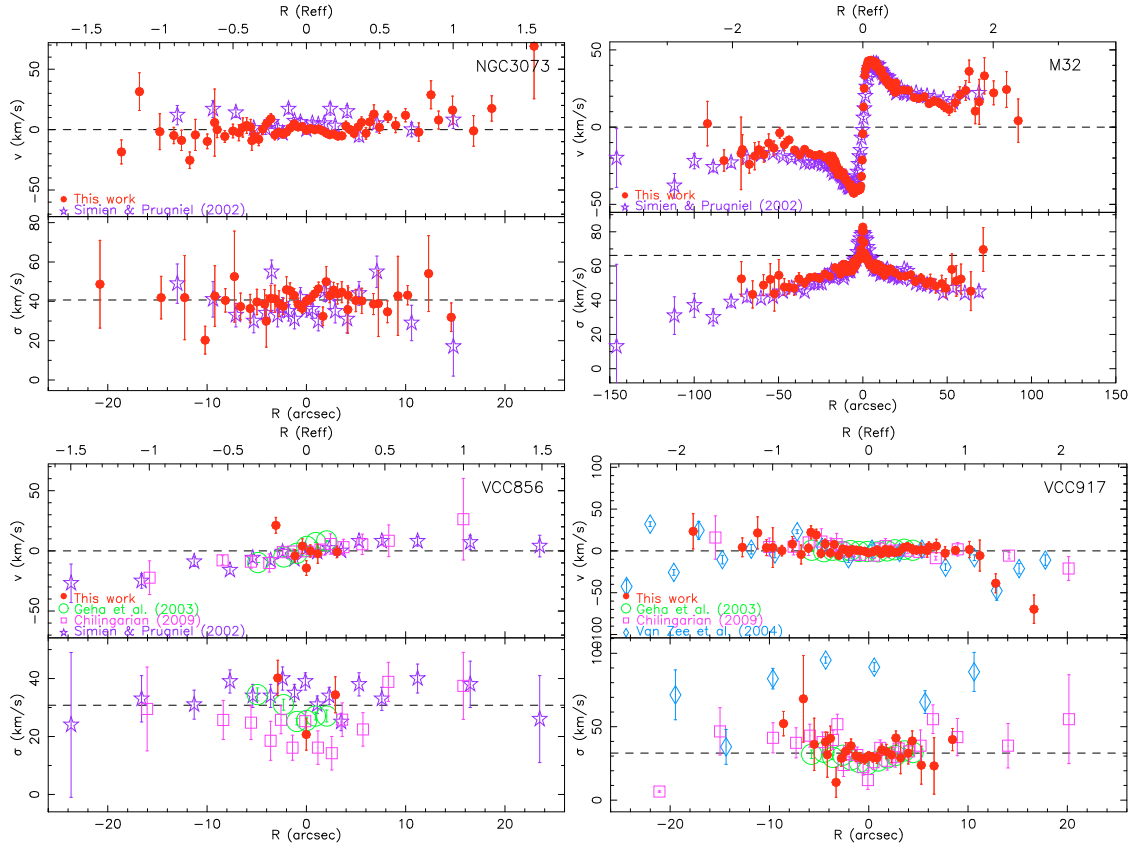 R (Reff)
−1.5 −1 −0.5 0 0.5 1 1.5
NGC3073
v (km/s)
50
0
−50
This work
Simien & Prugniel (2002)
σ (km/s)
80
60
40
20
0
−20 −10 0 10 20
R (arcsec)
R (Reff)
−2 0 2
M32
v (km/s)
50
0
−50
This work
Simien & Prugniel (2002)
σ (km/s)
80
60
40
20
0
−150 −100 −50 0 50 100 150
R (arcsec)
R (Reff)
−1.5 −1 −0.5 0 0.5 1 1.5
VCC856
v (km/s)
50
0
−50
This work
Geha et al. (2003)
Chilingarian (2009)
Simien & Prugniel (2002)
σ (km/s)
40
20
0
−20 −10 0 10 20
R (arcsec)
R (Reff)
−2 −1 0 1 2
VCC917
v (km/s)
100
50
0
−50
−100
This work
Geha et al. (2003)
Chilingarian (2009)
Van Zee et al. (2004)
σ (km/s)
100
50
0
−20 −10 0 10 20
R (arcsec)